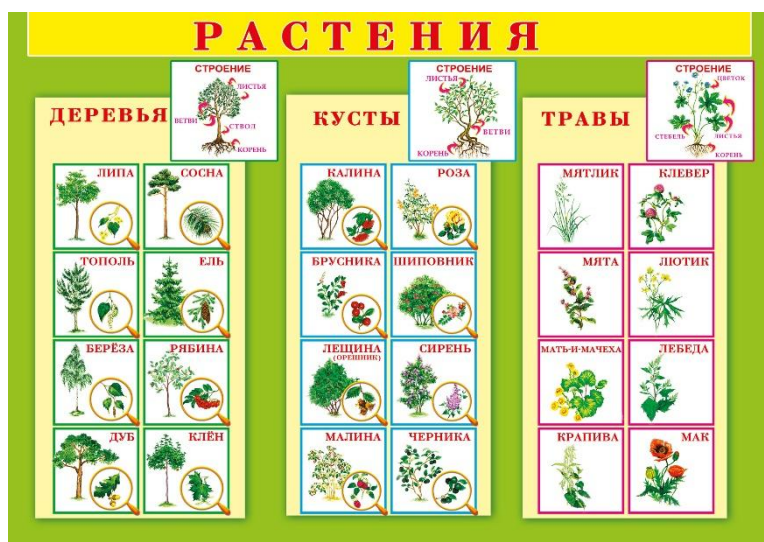 РАСТЕНИЯ
ДЕРЕВЬЯ
СТРОЕНИЕ
ЛИСТЬЯ
ВЕТВИ
СТВОЛ
КОРЕНЬ
ЛИПА
СОСНА
ТОПОЛЬ
ЕЛЬ
БЕРЁЗА
РЯБИНА
ДУБ
КЛЁН
КУСТЫ
СТРОЕНИЕ
ЛИСТЬЯ
ВЕТВИ
КОРЕНЬ
КАЛИНА
РОЗА
БРУСНИКА
ШИПОВНИК
ЛЕЩИНА
(ОРЕШНИК)
СИРЕНЬ
МАЛИНА
ЧЕРНИКА
ТРАВЫ
СТРОЕНИЕ
ЦВЕТОК
СТЕБЕЛЬ
ЛИСТЬЯ
КОРЕНЬ
МЯТЛИК
КЛЕВЕР
МЯТА
ЛЮТИК
МАТЬ-И-МАЧЕХА
ЛЕБЕДА
КРАПИВА
МАК